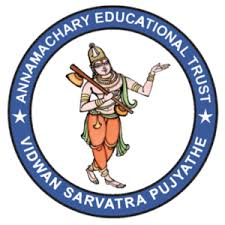 ANNAMACHARY EDUCATIONAL TRUST
VIDWAN SARVATRA PUJYATHE